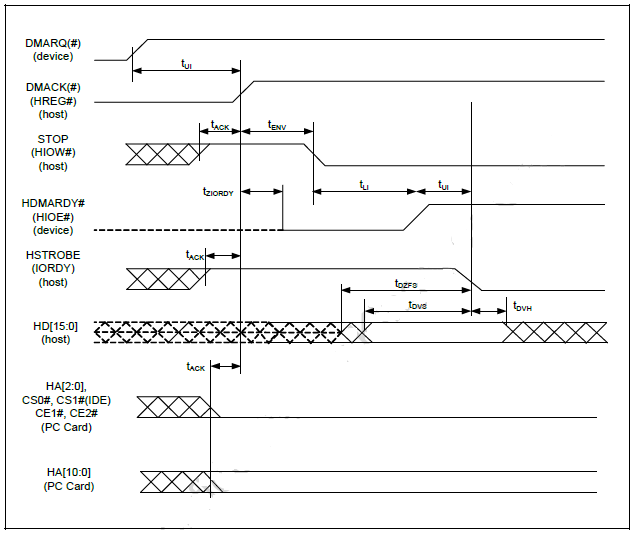 DMARQ(#)
(device)
tUI
DMACK(#)
(HREG#)
(host)
tACK
tENV
STOP
(HIOW#)
(host)
tZIORDY
tLI
tUI
HDMARDY#
(HIOE#)
(device)
tACK
HSTROBE
(IORDY)
(host)
tDZFS
tDVS
tDVH
HD[15:0]
(host)
tACK
HA[2:0],
CS0#, CS1#(IDE)
CE1#, CE2#
(PC Card)
HA[10:0]
(PC Card)